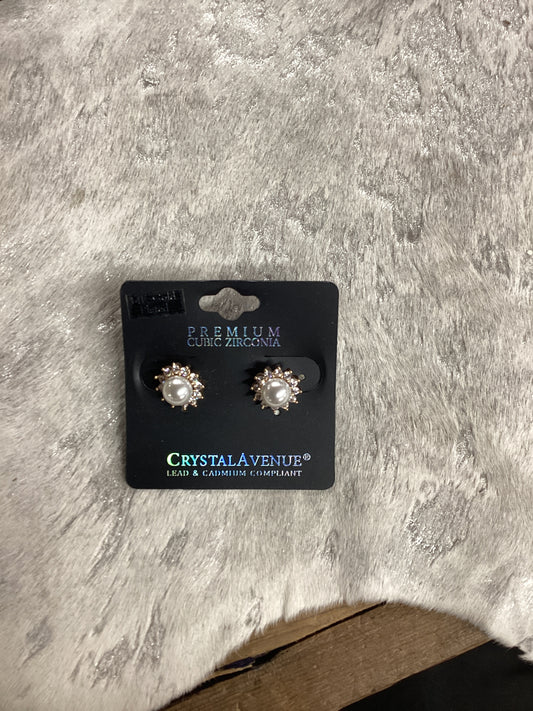 PREMIUM
CUBIC ZIRCONIA
CRYSTALAVENUE®
LEAD & CADMIUM COMPLIANT